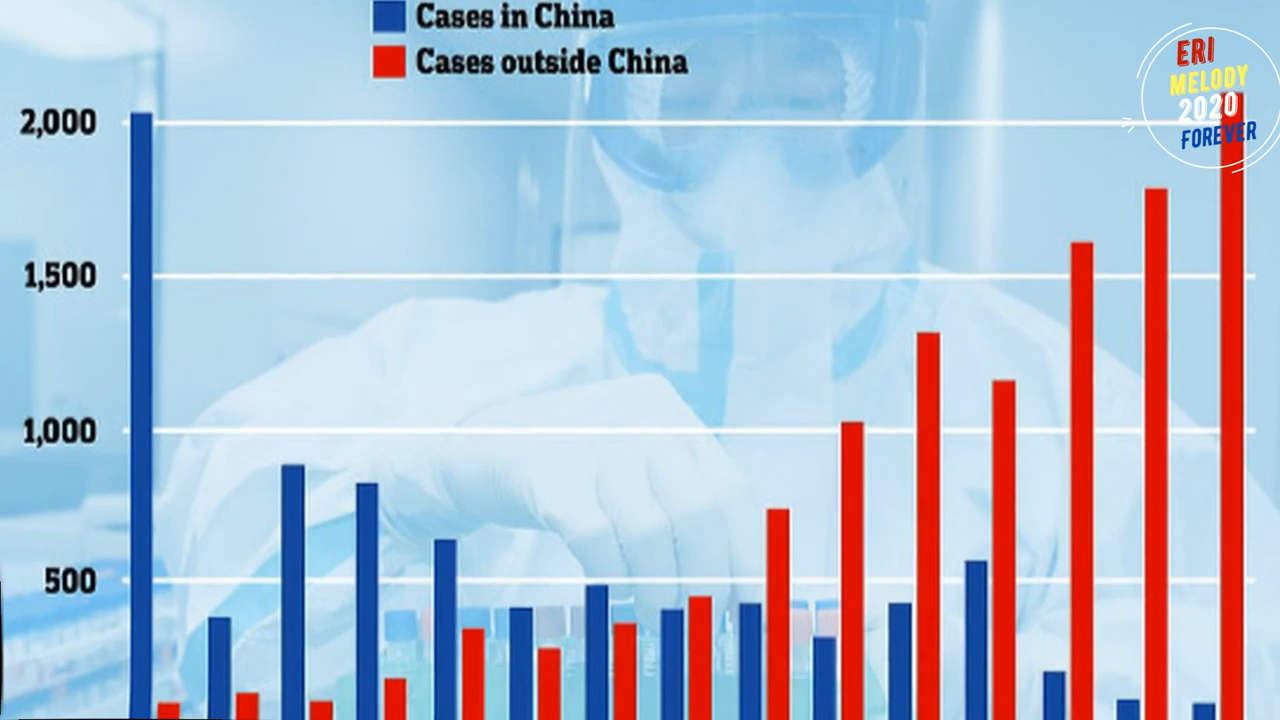 Cases in China
Cases outside China
ERI
MELODY
2020
FOREVER
2,000
1,500
1,000
500